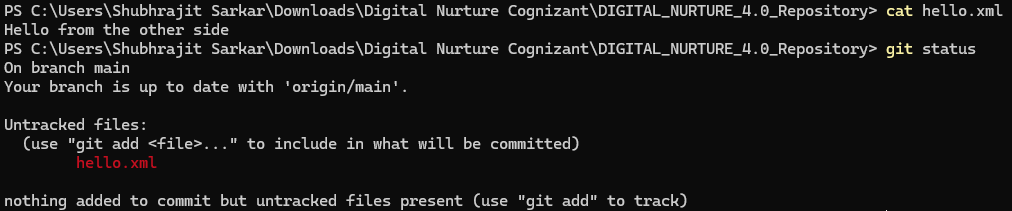 PS C:\Users\Shubhrajit Sarkar\Downloads\Digital Nurture Cognizant\DIGITAL_NURTURE_4.0_Repository> cat hello.xml
Hello from the other side
PS C:\Users\Shubhrajit Sarkar\Downloads\Digital Nurture Cognizant\DIGITAL_NURTURE_4.0_Repository> git status
On branch main
Your branch is up to date with 'origin/main'.

Untracked files:
  (use "git add <file>..." to include in what will be committed)
        hello.xml

nothing added to commit but untracked files present (use "git add" to track)